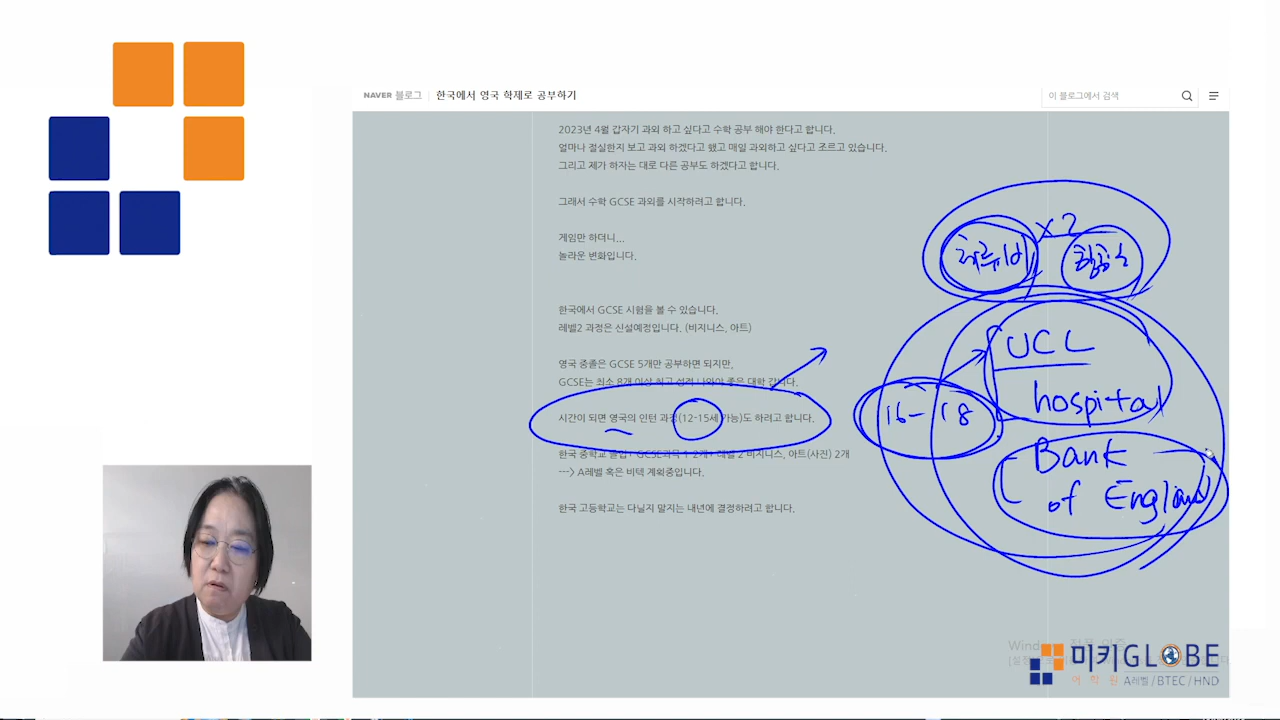 NAVER 블로그 한국에서 영국 학제로 공부하기
이 블로그에서 검색
2023년 4월 갑자기 과외 하고 싶다고 수학 공부 해야 한다고 합니다.
얼마나 절실한지 보고 과외 하겠다고 했고 매일 과외하고 싶다고 조르고 있습니다.
그리고 제가 하자는 대로 다른 공부도 하겠다고 합니다.
그래서 수학 GCSE 과외를 시작하려고 합니다.
게임만 하더니...
놀라운 변화입니다.
한국에서 GCSE 시험을 볼 수 있습니다.
레벨2 과정은 신설예정입니다. (비지니스, 아트)
영국 중졸은 GCSE 5개만 공부하면 되지만,
GCSE는 최소 8개 이상 하고 성적 나와야 좋은 대학 갑니다.
시간이 되면 영국의 인턴 과정(12-15세 가능)도 하려고 합니다.
한국 중학교 졸업+ GCSE과목 1-2개+ 레벨 2 비지니스, 아트(사진) 2개
---> A레벨 혹은 비텍 계획중입니다.
한국 고등학교는 다닐지 말지는 내년에 결정하려고 합니다.
x2
UCL
hospital
16-18
Bank
of England
미키GLOBE
어학원 A레벨/BTEC/HND